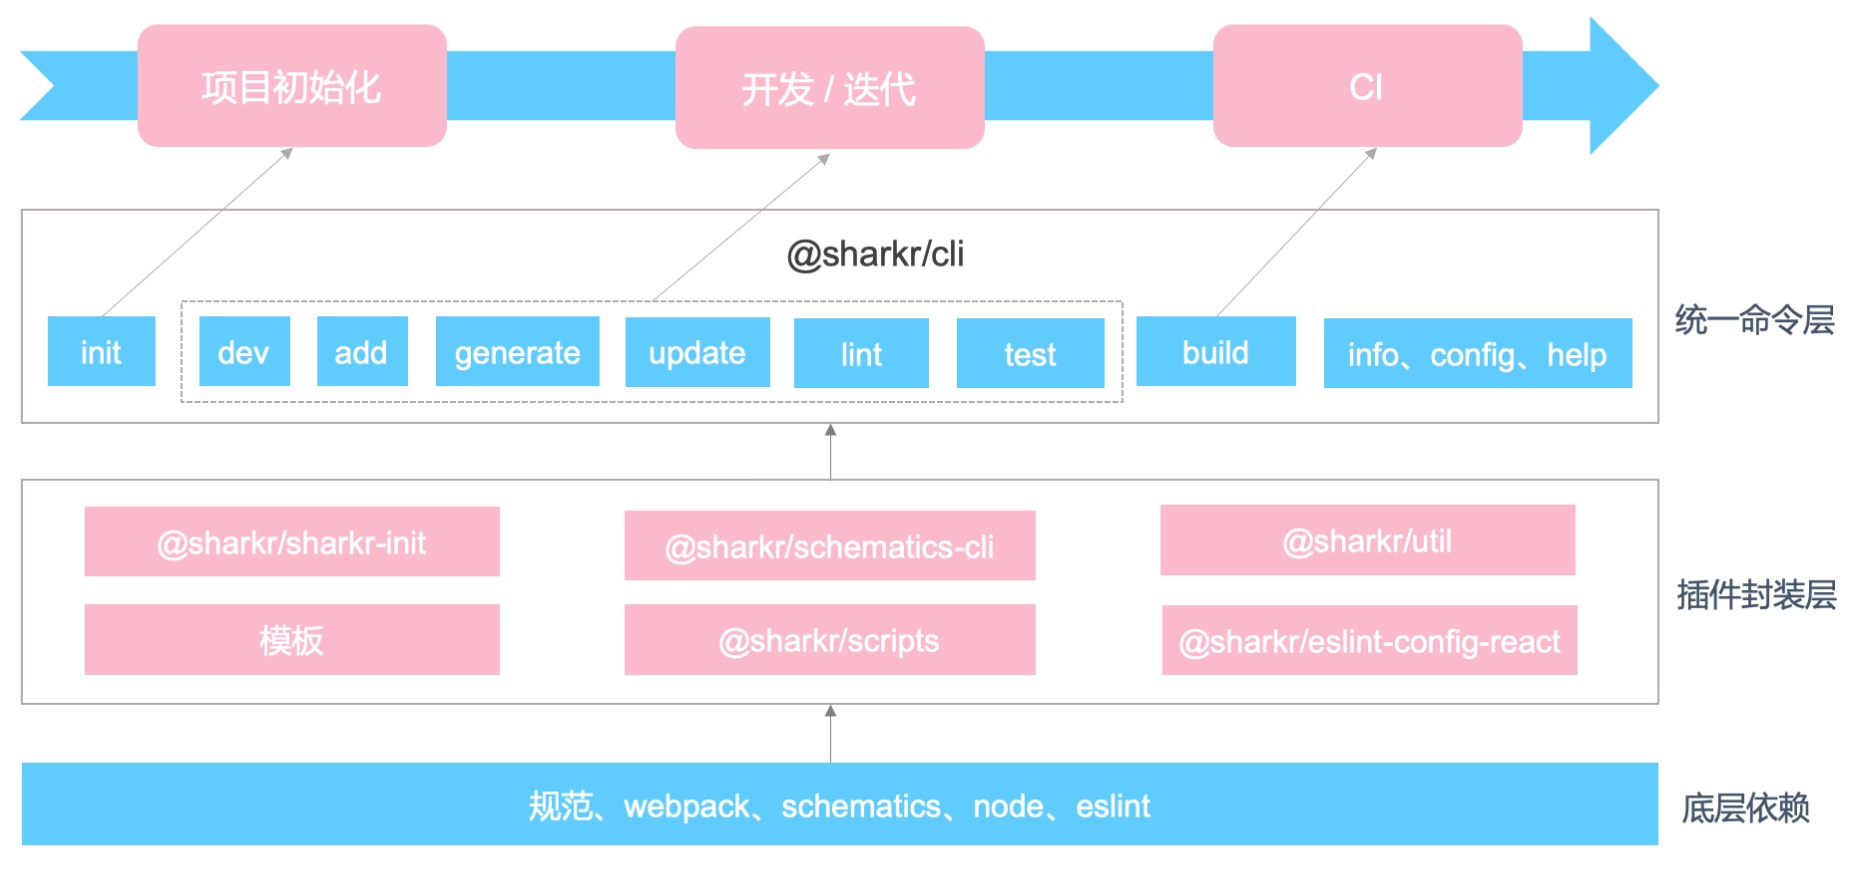 项目初始化
开发 / 迭代
CI
@sharkr/cli
init
dev
add
generate
update
lint
test
build
info、config、help
统一命令层
@sharkr/sharkr-init
@sharkr/schematics-cli
@sharkr/util
模板
@sharkr/scripts
@sharkr/eslint-config-react
插件封装层
规范、webpack、schematics、node、eslint
底层依赖